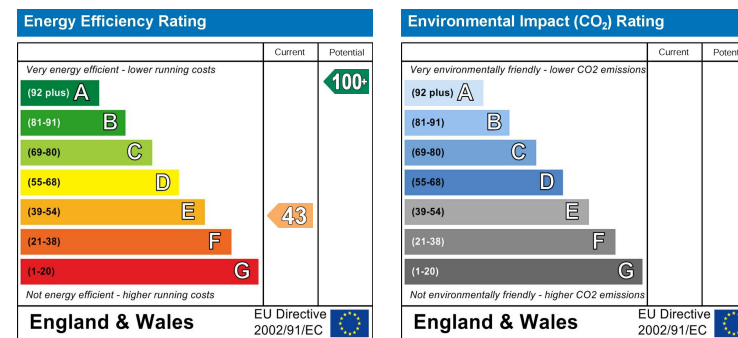 Energy Efficiency Rating
Current Potential
Very energy efficient - lower running costs
100+
(92 plus) A
(81-91) B
(69-80) C
(55-68) D
(39-54) E
43
(21-38) F
(1-20) G
Not energy efficient - higher running costs
England & Wales
EU Directive
2002/91/EC
Environmental Impact (CO₂) Rating
Current Poten
Very environmentally friendly - lower CO2 emissions
(92 plus) A
(81-91) B
(69-80) C
(55-68) D
(39-54) E
(21-38) F
(1-20) G
Not environmentally friendly - higher CO2 emissions
England & Wales
EU Directive
2002/91/EC